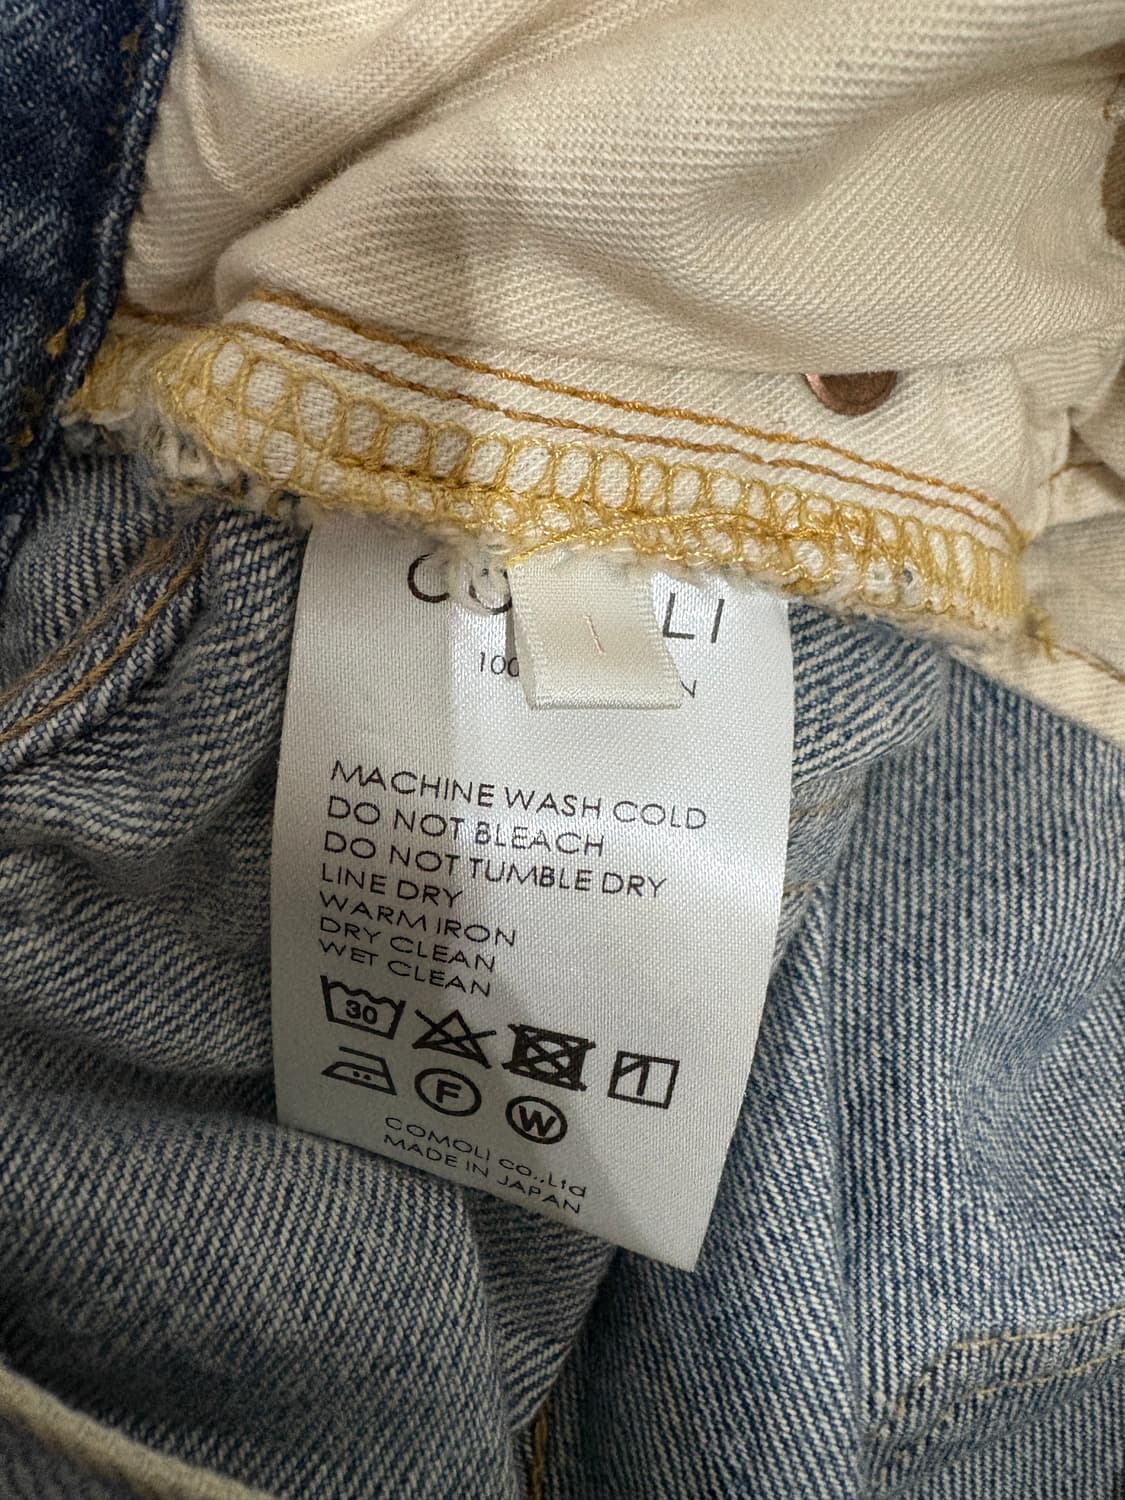 COMOLI
1
MACHINE WASH COLD
DO NOT BLEACH
DO NOT TUMBLE DRY
LINE DRY
WARM IRON
DRY CLEAN
WET CLEAN
30
F
W
COMOLI CO.,Ltd
MADE IN JAPAN